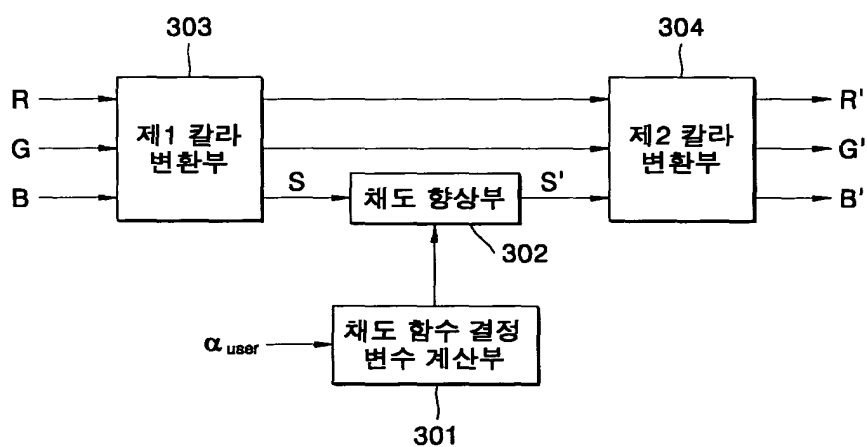 303
304
R
G
B
제1 칼라
변환부
S
채도 향상부
S'
302
제2 칼라
변환부
R'
G'
B'
α user
채도 함수 결정
변수 계산부
301